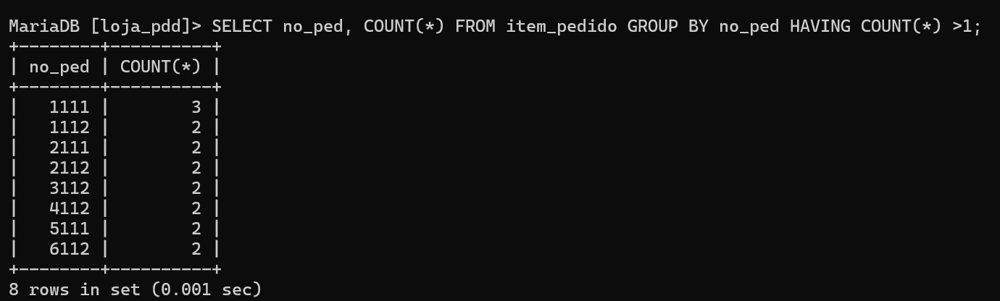 MariaDB [loja_pdd]> SELECT no_ped, COUNT(*) FROM item_pedido GROUP BY no_ped HAVING COUNT(*) >1;
+--------+----------+
| no_ped | COUNT(*) |
+--------+----------+
|   1111 |        3 |
|   1112 |        2 |
|   2111 |        2 |
|   2112 |        2 |
|   3112 |        2 |
|   4112 |        2 |
|   5111 |        2 |
|   6112 |        2 |
+--------+----------+
8 rows in set (0.001 sec)